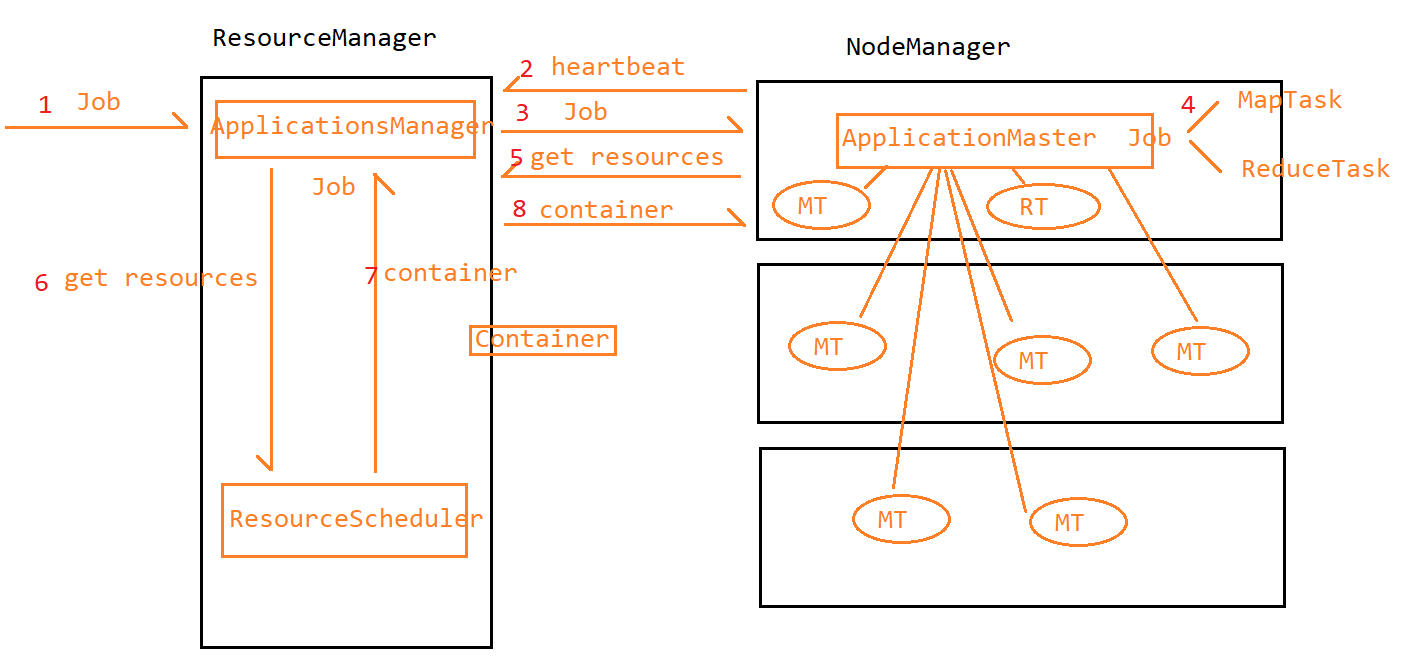 ResourceManager
NodeManager
1 Job
ApplicationsManager
Job
6 get resources
7 container
Container
ResourceScheduler
2 heartbeat
3 Job
5 get resources
8 container
ApplicationMaster Job
4 MapTask
ReduceTask
MT
RT
MT
MT
MT
MT
MT